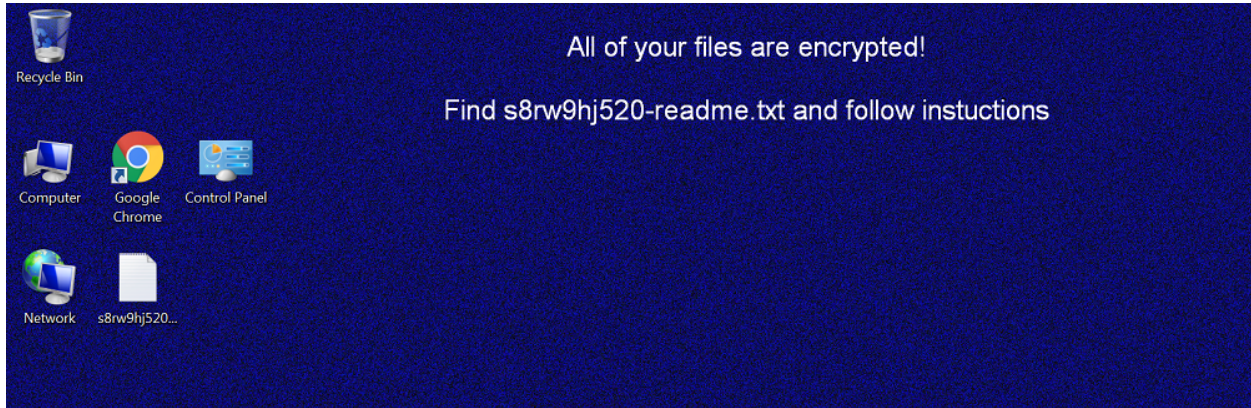 All of your files are encrypted!
Find s8rw9hj520-readme.txt and follow instuctions
Recycle Bin
Computer
Google
Chrome
Control Panel
Network
s8rw9hj520...